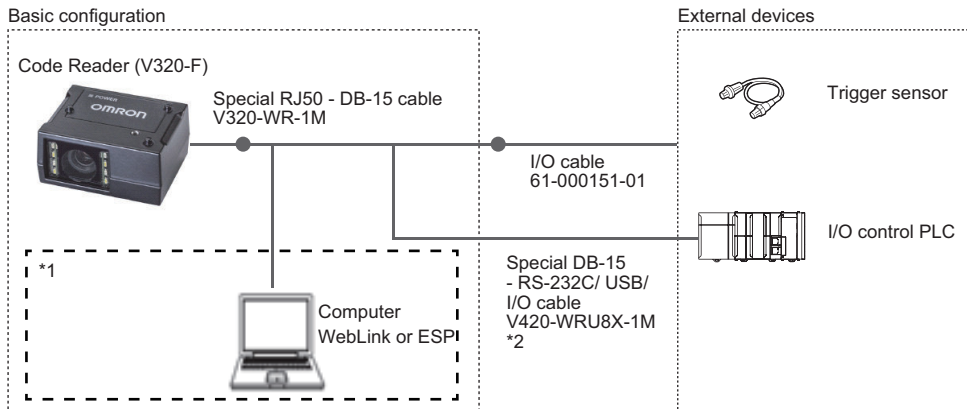 Basic configuration
External devices
Code Reader (V320-F)
OMRON
Special RJ50 - DB-15 cable
V320-WR-1M
Trigger sensor
I/O cable
61-000151-01
I/O control PLC
*1
Computer
WebLink or ESP
Special DB-15
- RS-232C/ USB/
I/O cable
V420-WRU8X-1M
*2